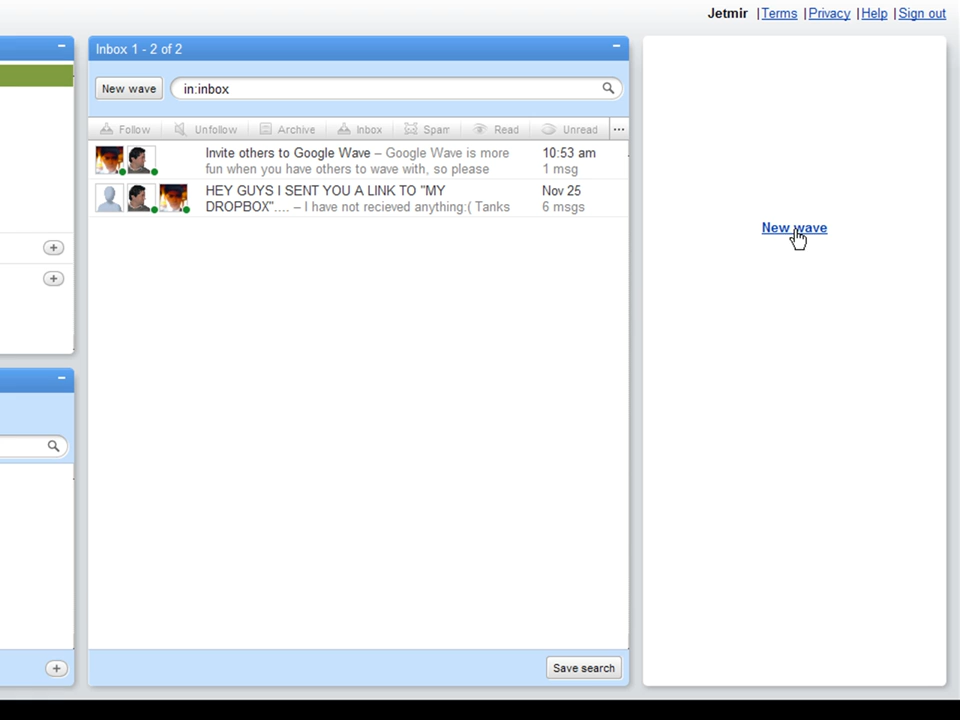 Jetmir | Terms | Privacy | Help | Sign out
Inbox 1 - 2 of 2
New wave
in:inbox
Follow Unfollow Archive Inbox Spam Read Unread ...
Invite others to Google Wave – Google Wave is more 10:53 am
fun when you have others to wave with, so please 1 msg
HEY GUYS I SENT YOU A LINK TO "MY Nov 25
DROPBOX".... – I have not recieved anything:( Tanks 6 msgs
New wave
Save search